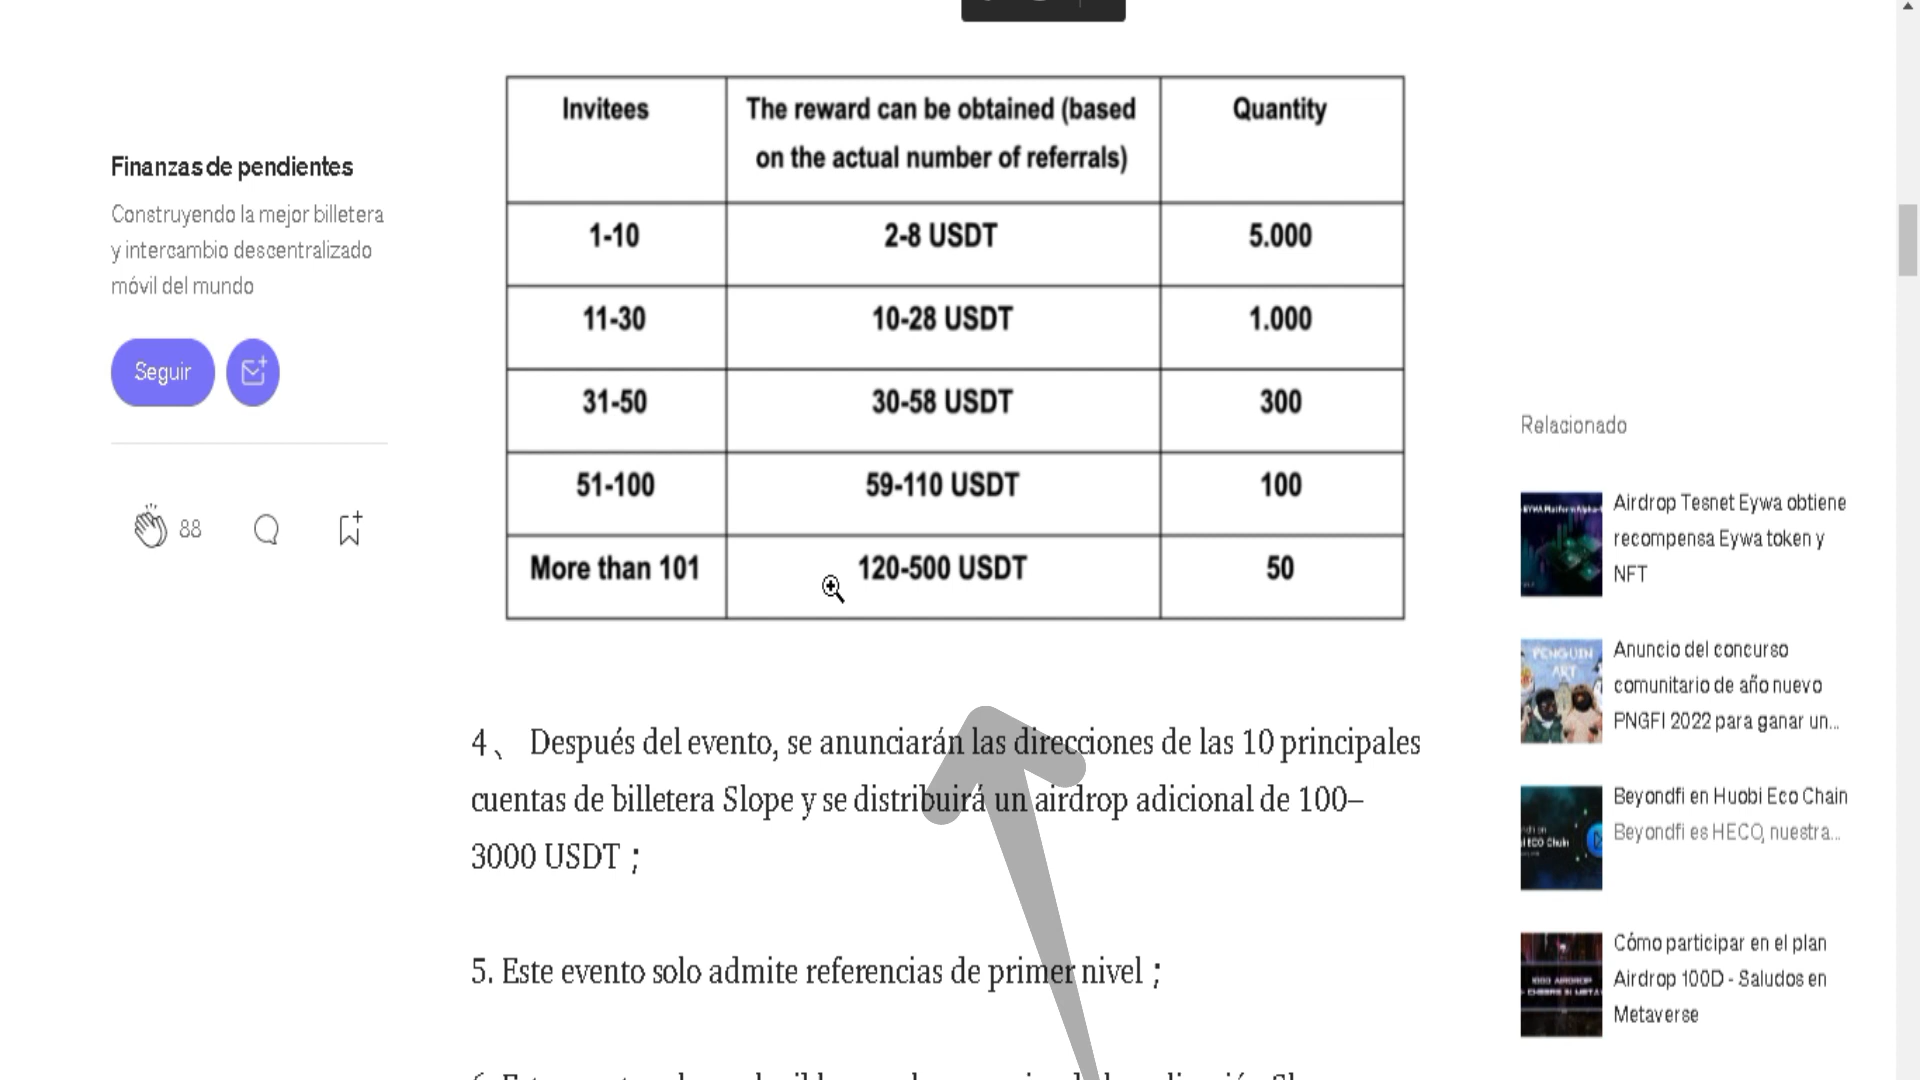 Finanzas de pendientes
Construyendo la mejor billetera
y intercambio descentralizado
móvil del mundo
Seguir
88
Invitees
The reward can be obtained (based
on the actual number of referrals)
Quantity
1-10
2-8 USDT
5.000
11-30
10-28 USDT
1.000
31-50
30-58 USDT
300
51-100
59-110 USDT
100
More than 101
120-500 USDT
50
4、 Después del evento, se anunciarán las direcciones de las 10 principales
cuentas de billetera Slope y se distribuirá un airdrop adicional de 100–
3000 USDT ;
5. Este evento solo admite referencias de primer nivel ;
Relacionado
Airdrop Tesnet Eywa obtiene
recompensa Eywa token y
NFT
PENGUIN
ART
Anuncio del concurso
comunitario de año nuevo
PNGFI 2022 para ganar un...
Beyondfi en Huobi Eco Chain
Beyondfi es HECO, nuestra...
Cómo participar en el plan
Airdrop 100D - Saludos en
Metaverse